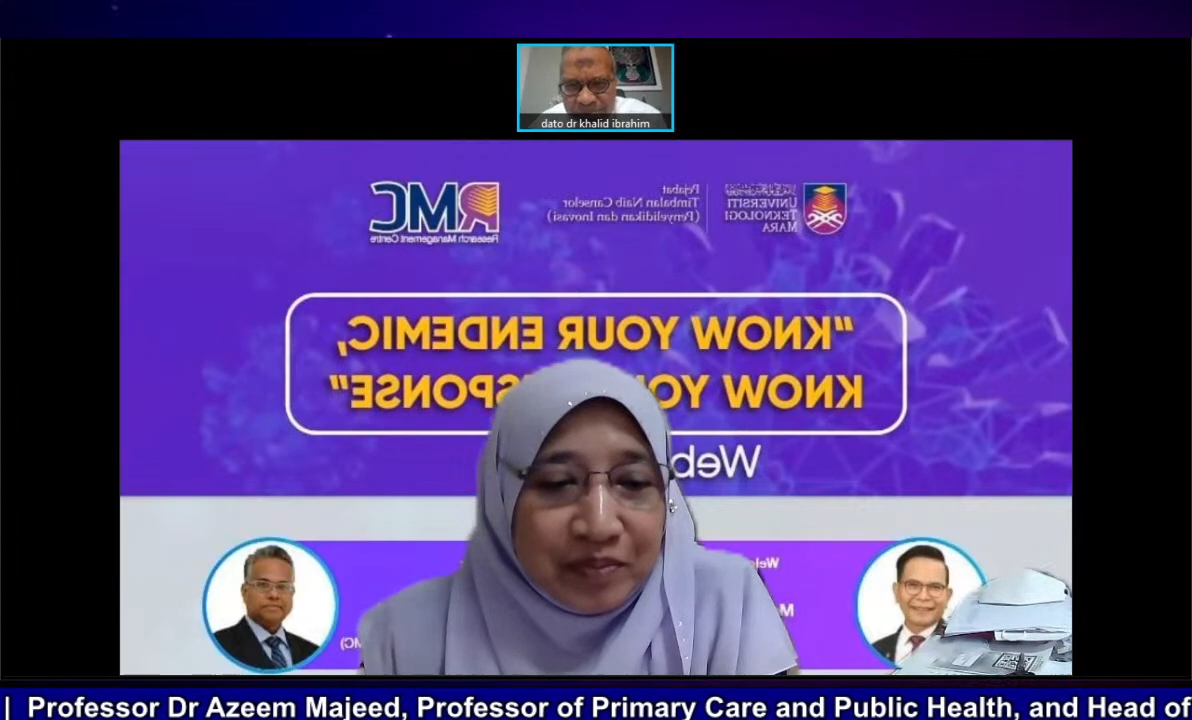 dato dr khalid ibrahim
RMC
Research Management Centre
Pejabat
Timbalan Naib Canselor
(Penyelidikan dan Inovasi)
UNIVERSITI
TEKNOLOGI
MARA
"KNOW YOUR ENDEMIC,
KNOW YO SPONSE"
Web
Welc
M
MC)
| Professor Dr Azeem Majeed, Professor of Primary Care and Public Health, and Head of